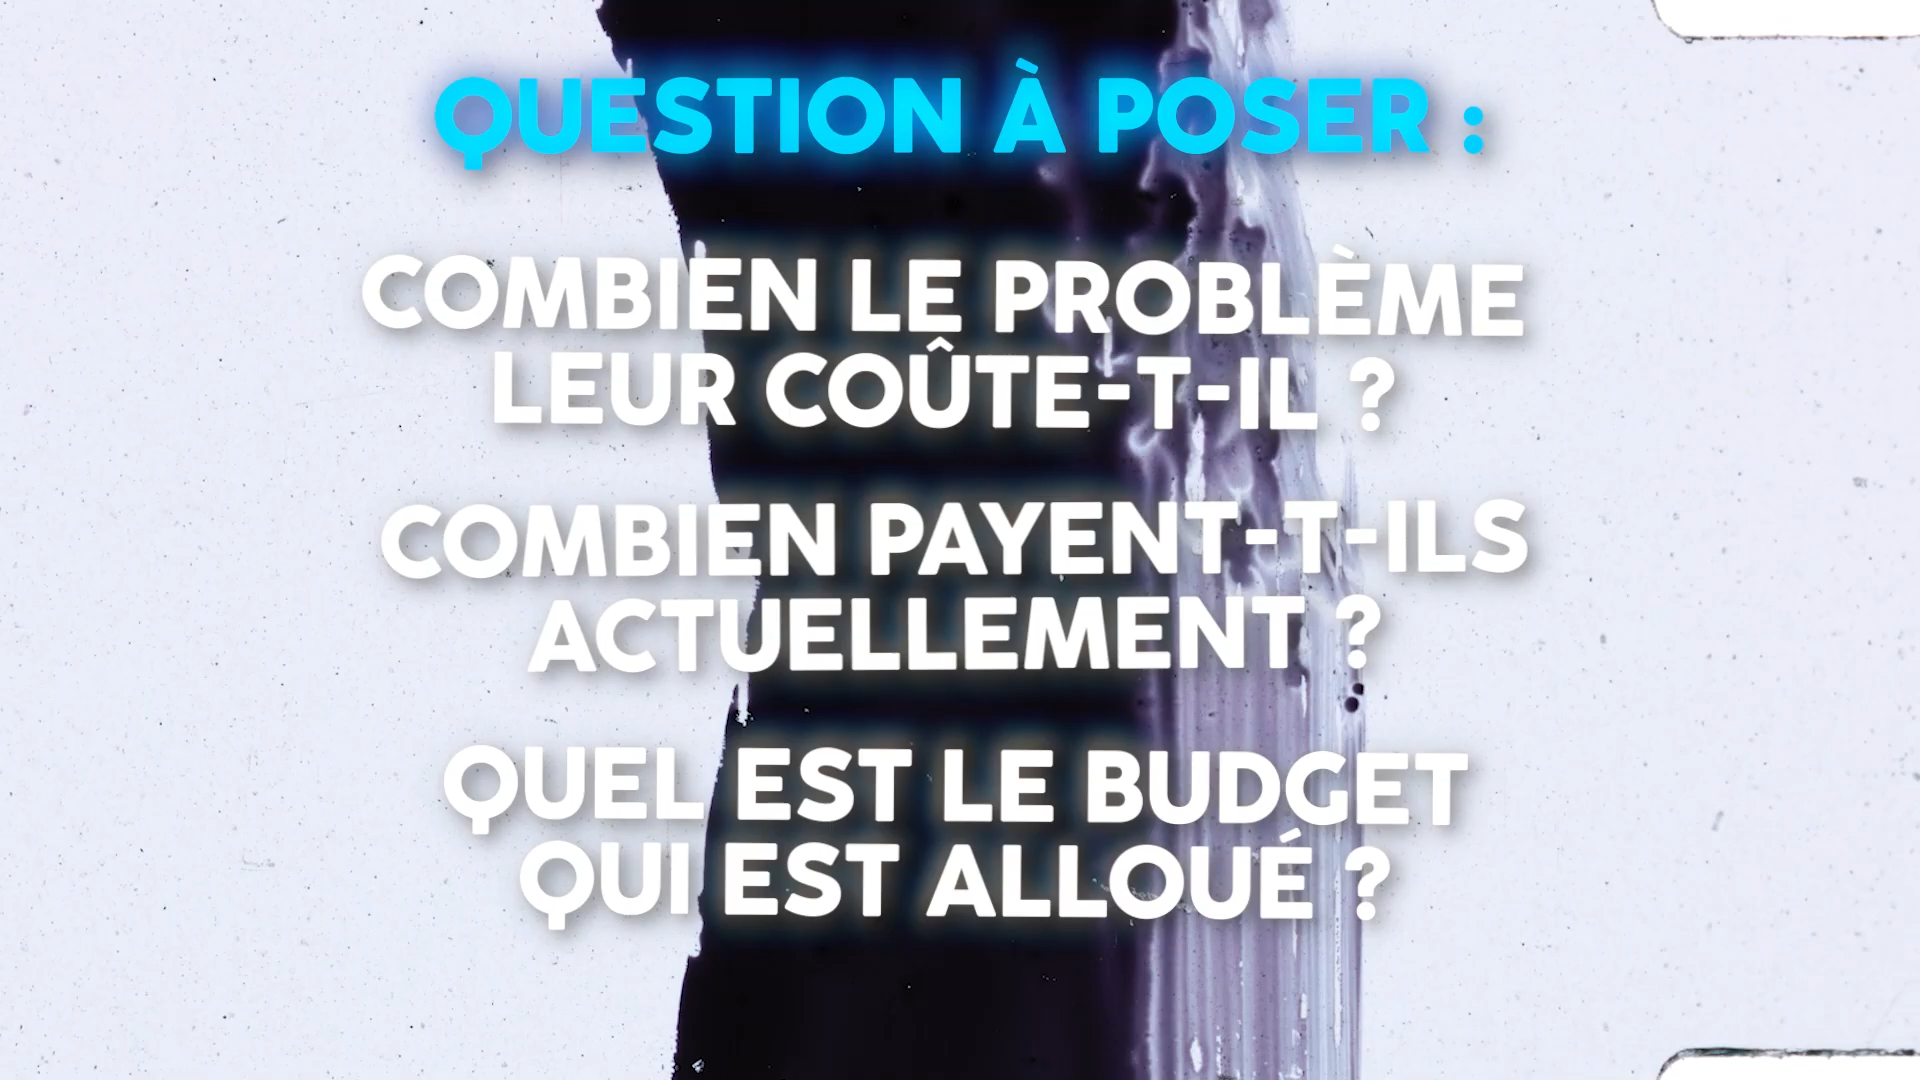 QUESTION À POSER :
COMBIEN LE PROBLÈME
LEUR COÛTE-T-IL ?
COMBIEN PAYENT-T-ILS
ACTUELLEMENT ?
QUEL EST LE BUDGET
QUI EST ALLOUÉ ?